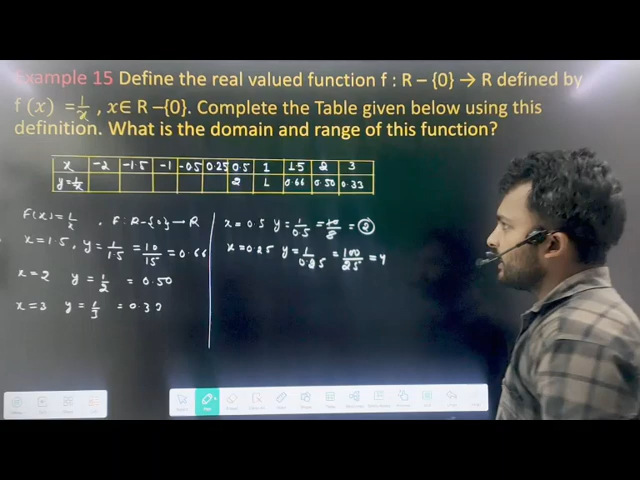 Example 15 Define the real valued function f : R – {0} → R defined by
f (x) = 1/x , x∈ R –{0}. Complete the Table given below using this
definition. What is the domain and range of this function?
x -2 -1.5 -1 -0.5 0.25 0.5 1 1.5 2 3
y=1/x 2 1 0.66 0.50 0.33
F(x)=1/x , F: R-{0}→R
x=1.5, y=1/1.5=10/15=0.66
x=2 y=1/2 =0.50
x=3 y=1/3 =0.33
x=0.5 y=1/0.5=10/5=2
x=0.25 y=1/0.25=100/25=4